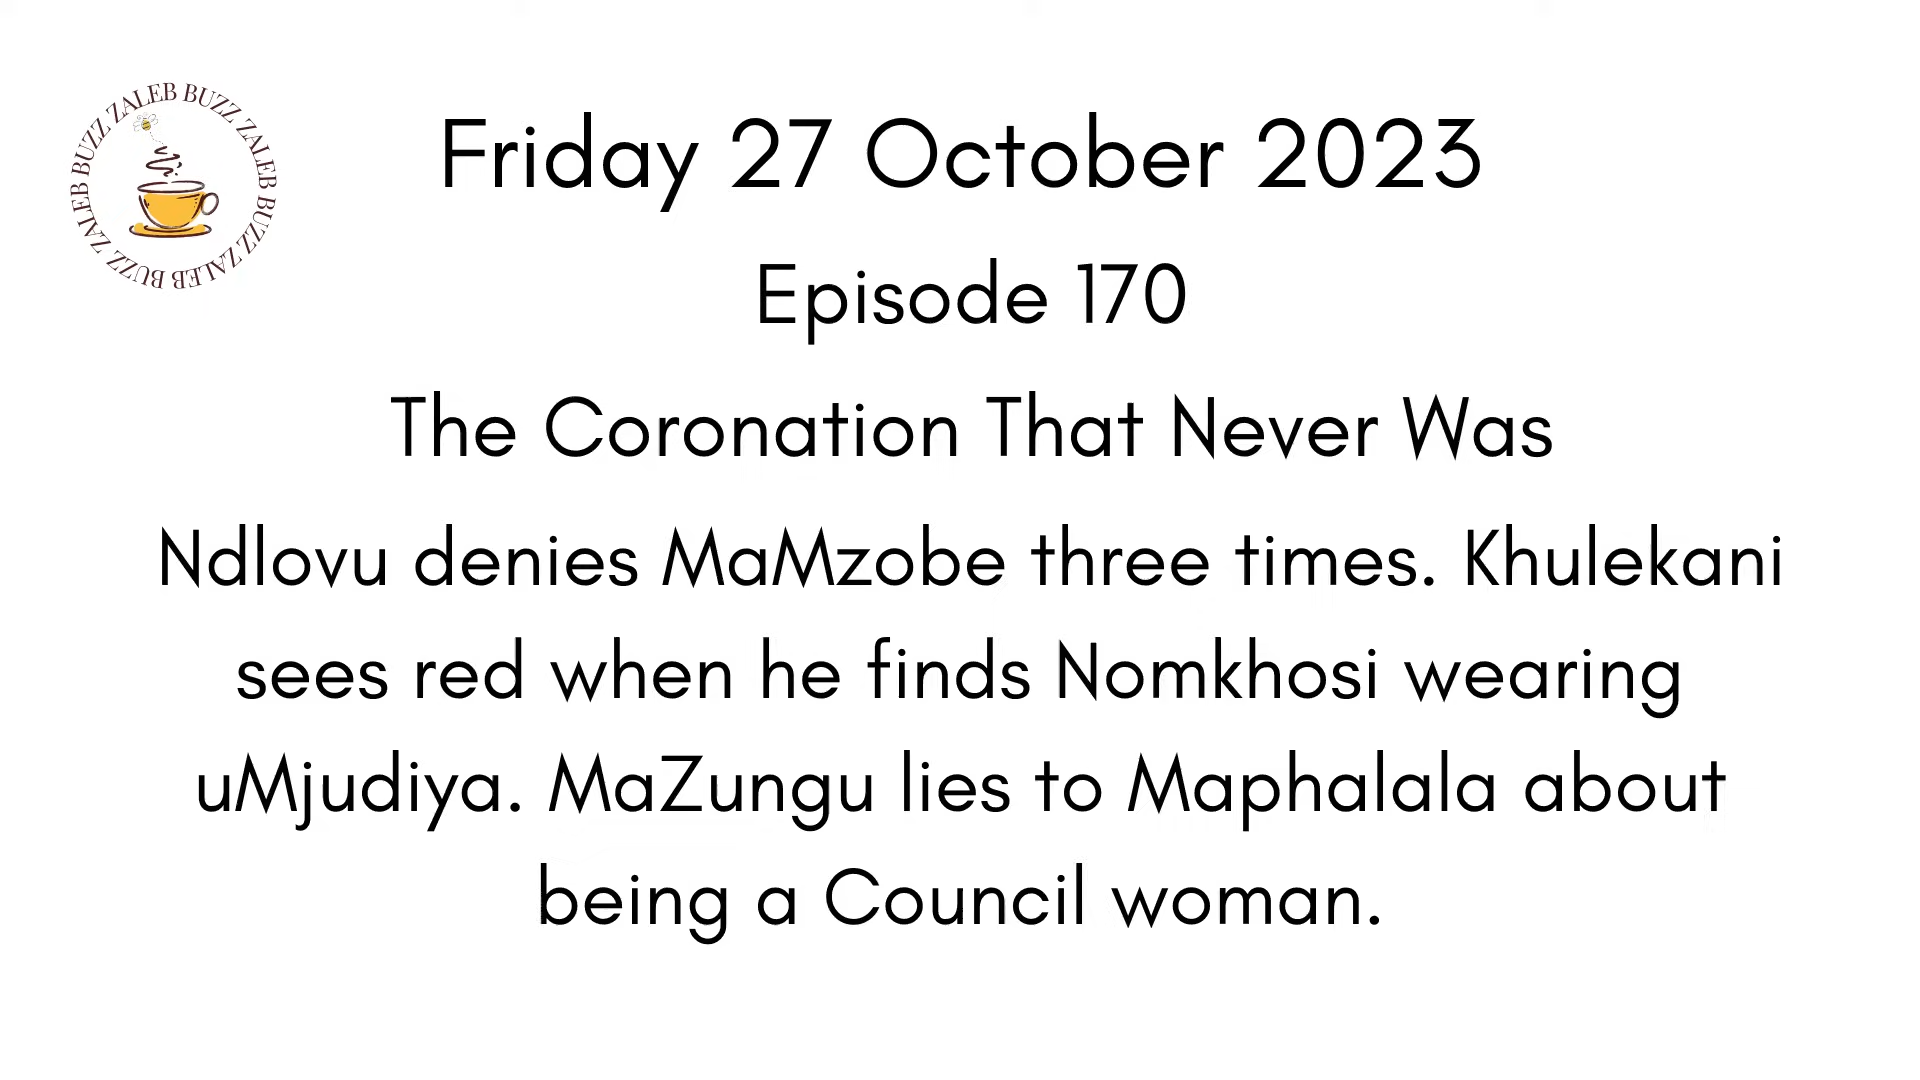 ZALEB BUZZ ZALEB BUZZ ZALEB BUZZ ZALEB BUZZ
Friday 27 October 2023
Episode 170
The Coronation That Never Was
Ndlovu denies MaMzobe three times. Khulekani
sees red when he finds Nomkhosi wearing
uMjudiya. MaZungu lies to Maphalala about
being a Council woman.